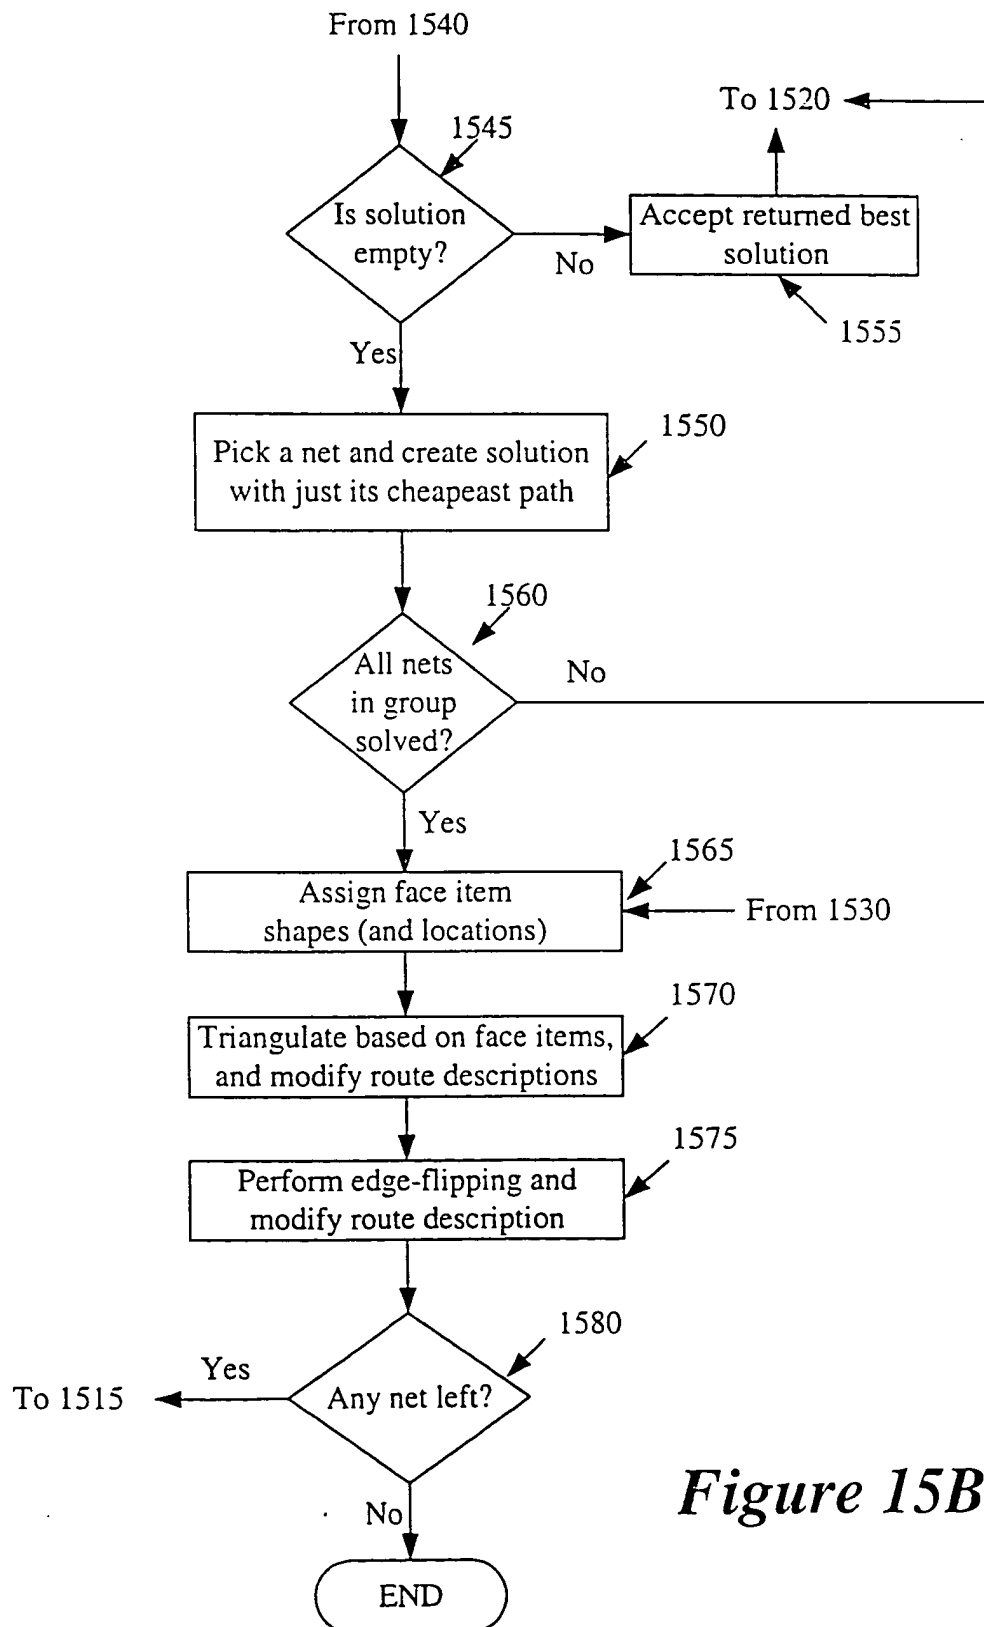 From 1540
To 1520
1545
Is solution
empty?
No
Accept returned best
solution
1555
Yes
1550
Pick a net and create solution
with just its cheapeast path
1560
All nets
in group
solved?
No
Yes
1565
Assign face item
shapes (and locations)
From 1530
1570
Triangulate based on face items,
and modify route descriptions
1575
Perform edge-flipping and
modify route description
1580
Yes
To 1515
Any net left?
No
Figure 15B
END